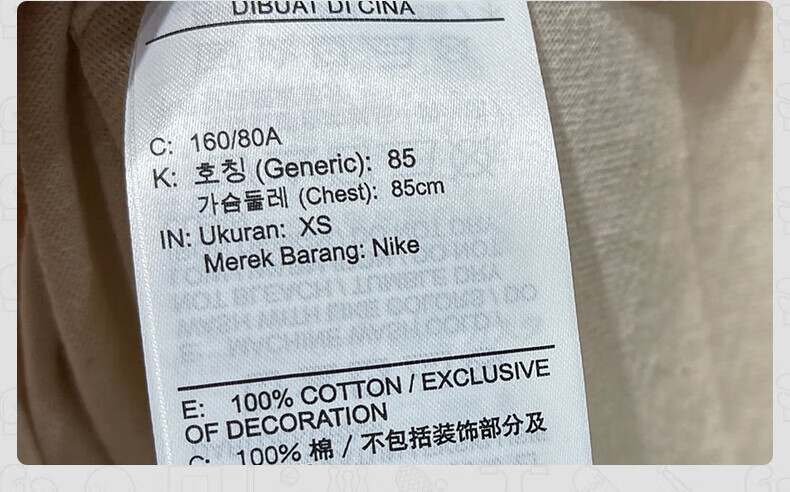 DIBUAT DI CINA
C: 160/80A
K: 호칭 (Generic): 85
가슴둘레 (Chest): 85cm
IN: Ukuran: XS
Merek Barang: Nike
E: 100% COTTON / EXCLUSIVE
OF DECORATION
C: 100% 棉 / 不包括装饰部分及